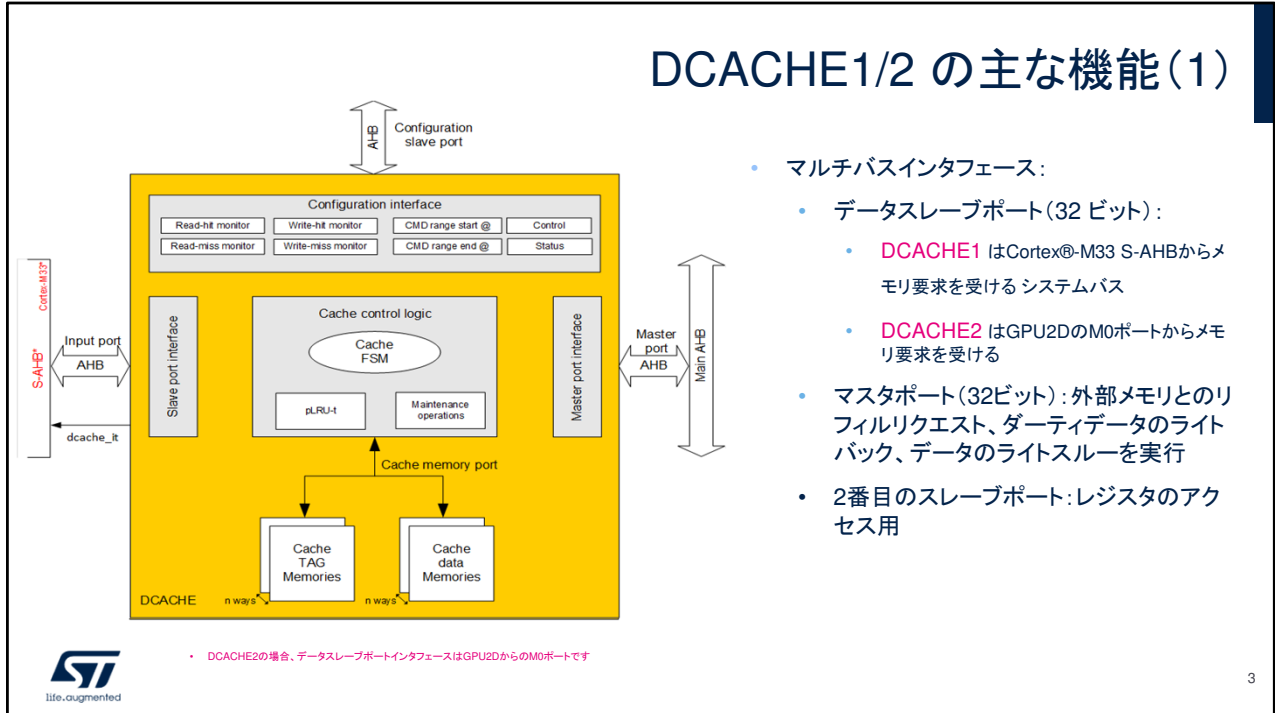 DCACHE1/2 の主な機能(1)
AHB
Configuration
slave port
Configuration interface
Read-hit monitor
Write-hit monitor
CMD range start @
Control
Read-miss monitor
Write-miss monitor
CMD range end @
Status
Cortex-M33*
S-AHB*
Input port
AHB
dcache_it
Slave port interface
Cache control logic
Cache
FSM
pLRU-t
Maintenance
operations
Master port interface
Master
port
AHB
Main AHB
Cache memory port
Cache
TAG
Memories
Cache
data
Memories
DCACHE
n ways
n ways
• マルチバスインタフェース:
• データスレーブポート(32 ビット):
• DCACHE1 はCortex®-M33 S-AHBからメ
モリ要求を受ける システムバス
• DCACHE2 はGPU2DのM0ポートからメモ
リ要求を受ける
• マスタポート(32ビット):外部メモリとのリ
フィルリクエスト、ダーティデータのライト
バック、データのライトスルーを実行
• 2番目のスレーブポート:レジスタのアク
セス用
• DCACHE2の場合、データスレーブポートインタフェースはGPU2DからのM0ポートです
ST
life.augmented
3